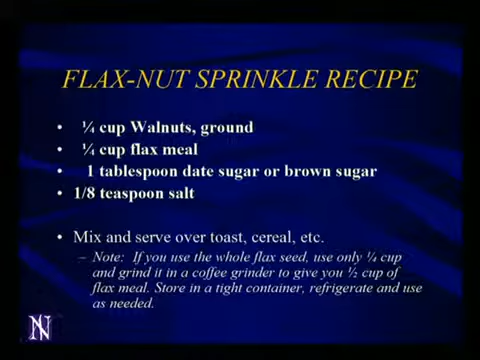 FLAX-NUT SPRINKLE RECIPE
• ¼ cup Walnuts, ground
• ¼ cup flax meal
• 1 tablespoon date sugar or brown sugar
• 1/8 teaspoon salt
• Mix and serve over toast, cereal, etc.
– Note: If you use the whole flax seed, use only ¼ cup
and grind it in a coffee grinder to give you ½ cup of
flax meal. Store in a tight container, refrigerate and use
as needed.
N